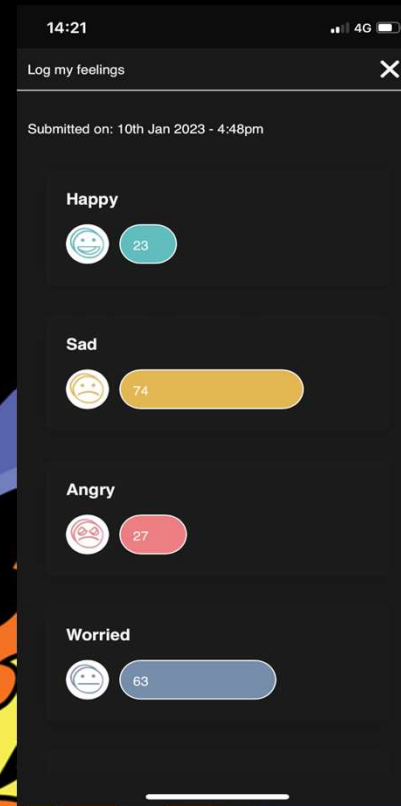 14:21
4G
Log my feelings
Submitted on: 10th Jan 2023 - 4:48pm
Happy
23
Sad
74
Angry
27
Worried
63